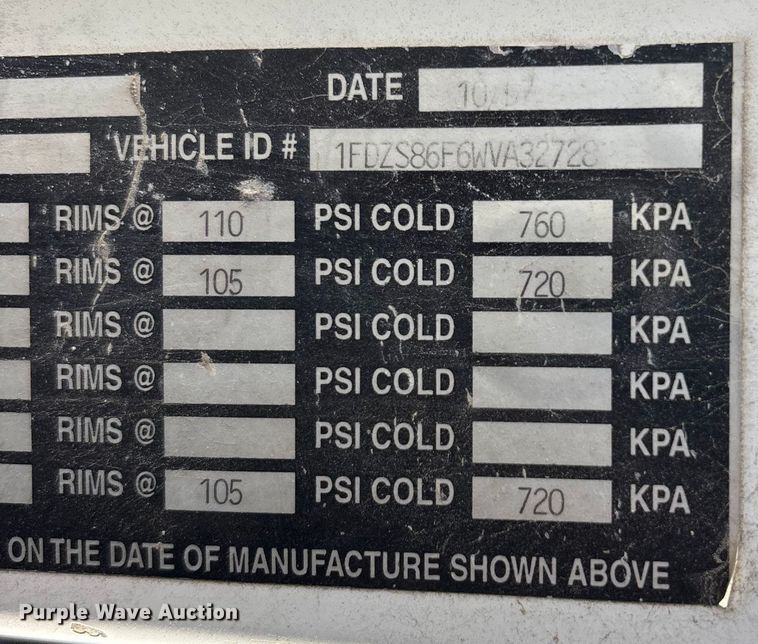 DATE 10/97
VEHICLE ID # 1FDZS86F6WVA32728
RIMS @ 110 PSI COLD 760 KPA
RIMS @ 105 PSI COLD 720 KPA
RIMS @ PSI COLD KPA
RIMS @ PSI COLD KPA
RIMS @ PSI COLD KPA
RIMS @ 105 PSI COLD 720 KPA
ON THE DATE OF MANUFACTURE SHOWN ABOVE
Purple Wave Auction